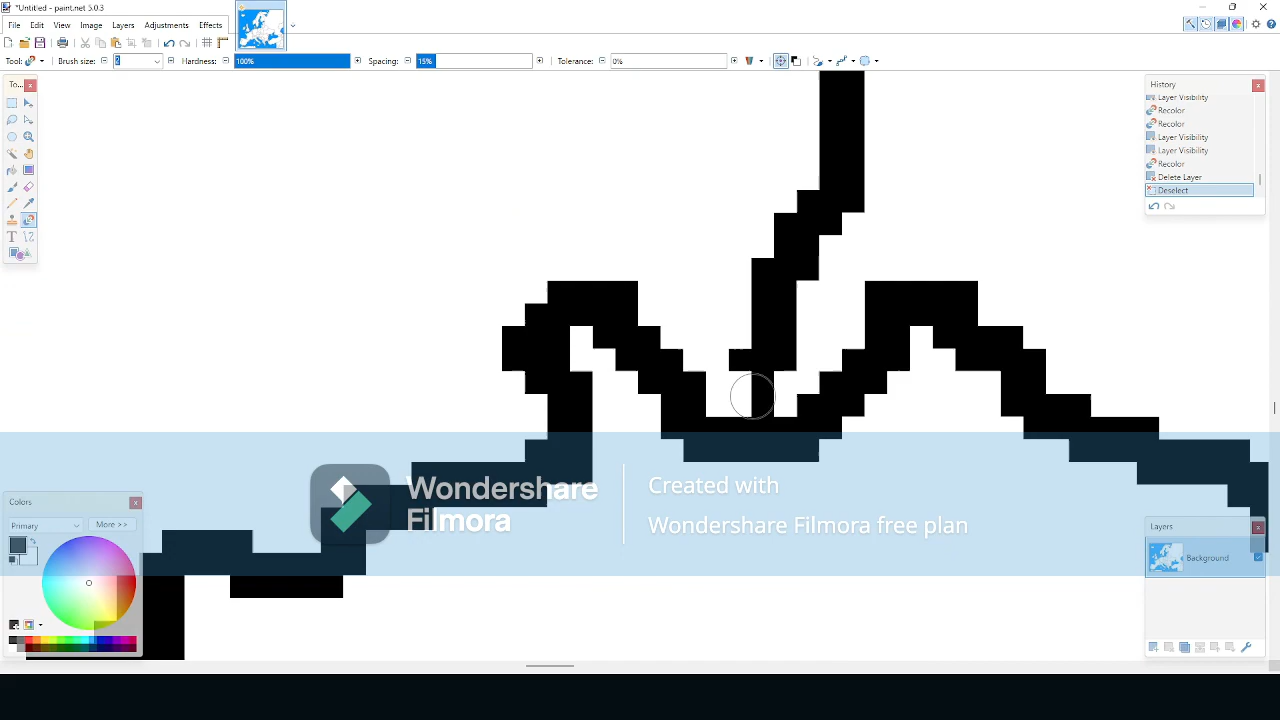 *Untitled - paint.net 5.0.3
File Edit View Image Layers Adjustments Effects
Tool: Brush size: 2 Hardness: 100% Spacing: 15% Tolerance: 0%
To...
History
Layer Visibility
Recolor
Recolor
Layer Visibility
Layer Visibility
Recolor
Delete Layer
Deselect
Wondershare
Filmora
Created with
Wondershare Filmora free plan
Colors
Primary
More >>
Layers
Background